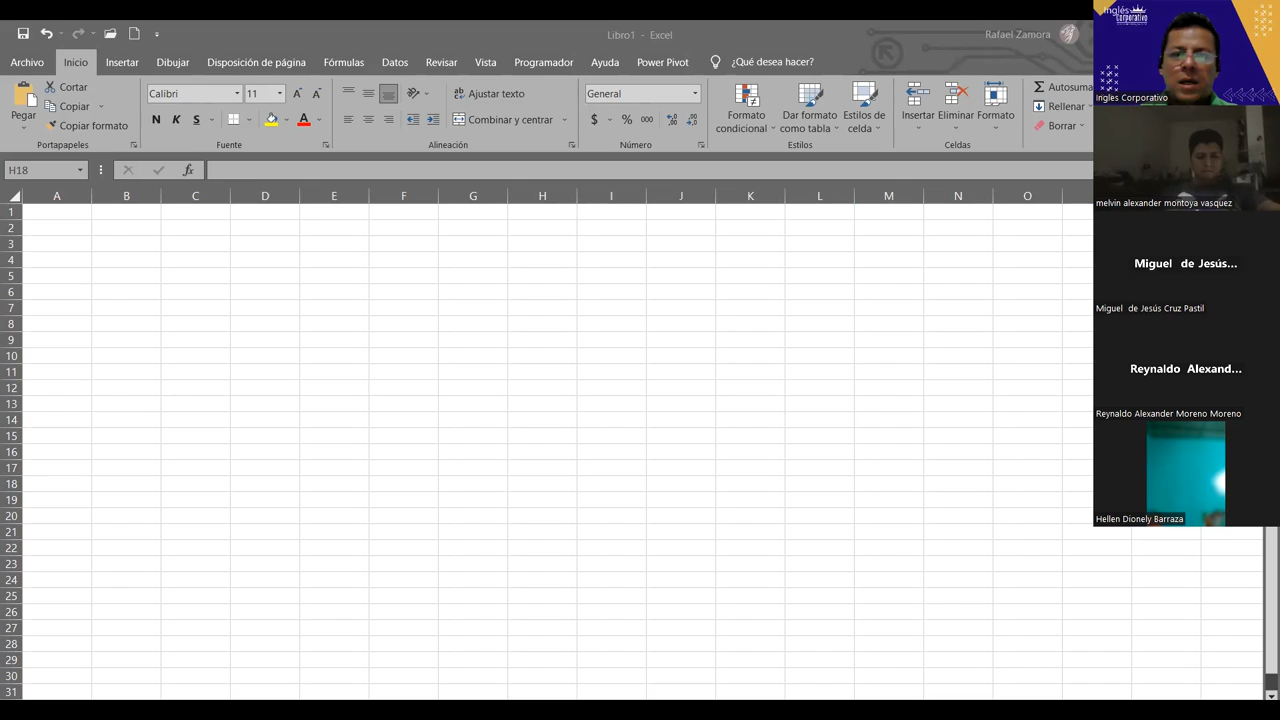 Libro1 - Excel
Rafael Zamora
Archivo Inicio Insertar Dibujar Disposición de página Fórmulas Datos Revisar Vista Programador Ayuda Power Pivot ¿Qué desea hacer?
Pegar
Cortar
Copiar
Copiar formato
Portapapeles
Calibri 11
N K S
Fuente
Ajustar texto
Combinar y centrar
Alineación
General
$ % 000
Número
Formato condicional
Dar formato como tabla
Estilos de celda
Estilos
Insertar Eliminar Formato
Celdas
Autosuma
Rellenar
Borrar
H18
fx
A B C D E F G H I J K L M N O
1
2
3
4
5
6
7
8
9
10
11
12
13
14
15
16
17
18
19
20
21
22
23
24
25
26
27
28
29
30
31
Inglés
Corporativo
Ingles Corporativo
melvin alexander montoya vasquez
Miguel de Jesús...
Miguel de Jesús Cruz Pastil
Reynaldo Alexand...
Reynaldo Alexander Moreno Moreno
Hellen Dionely Barraza